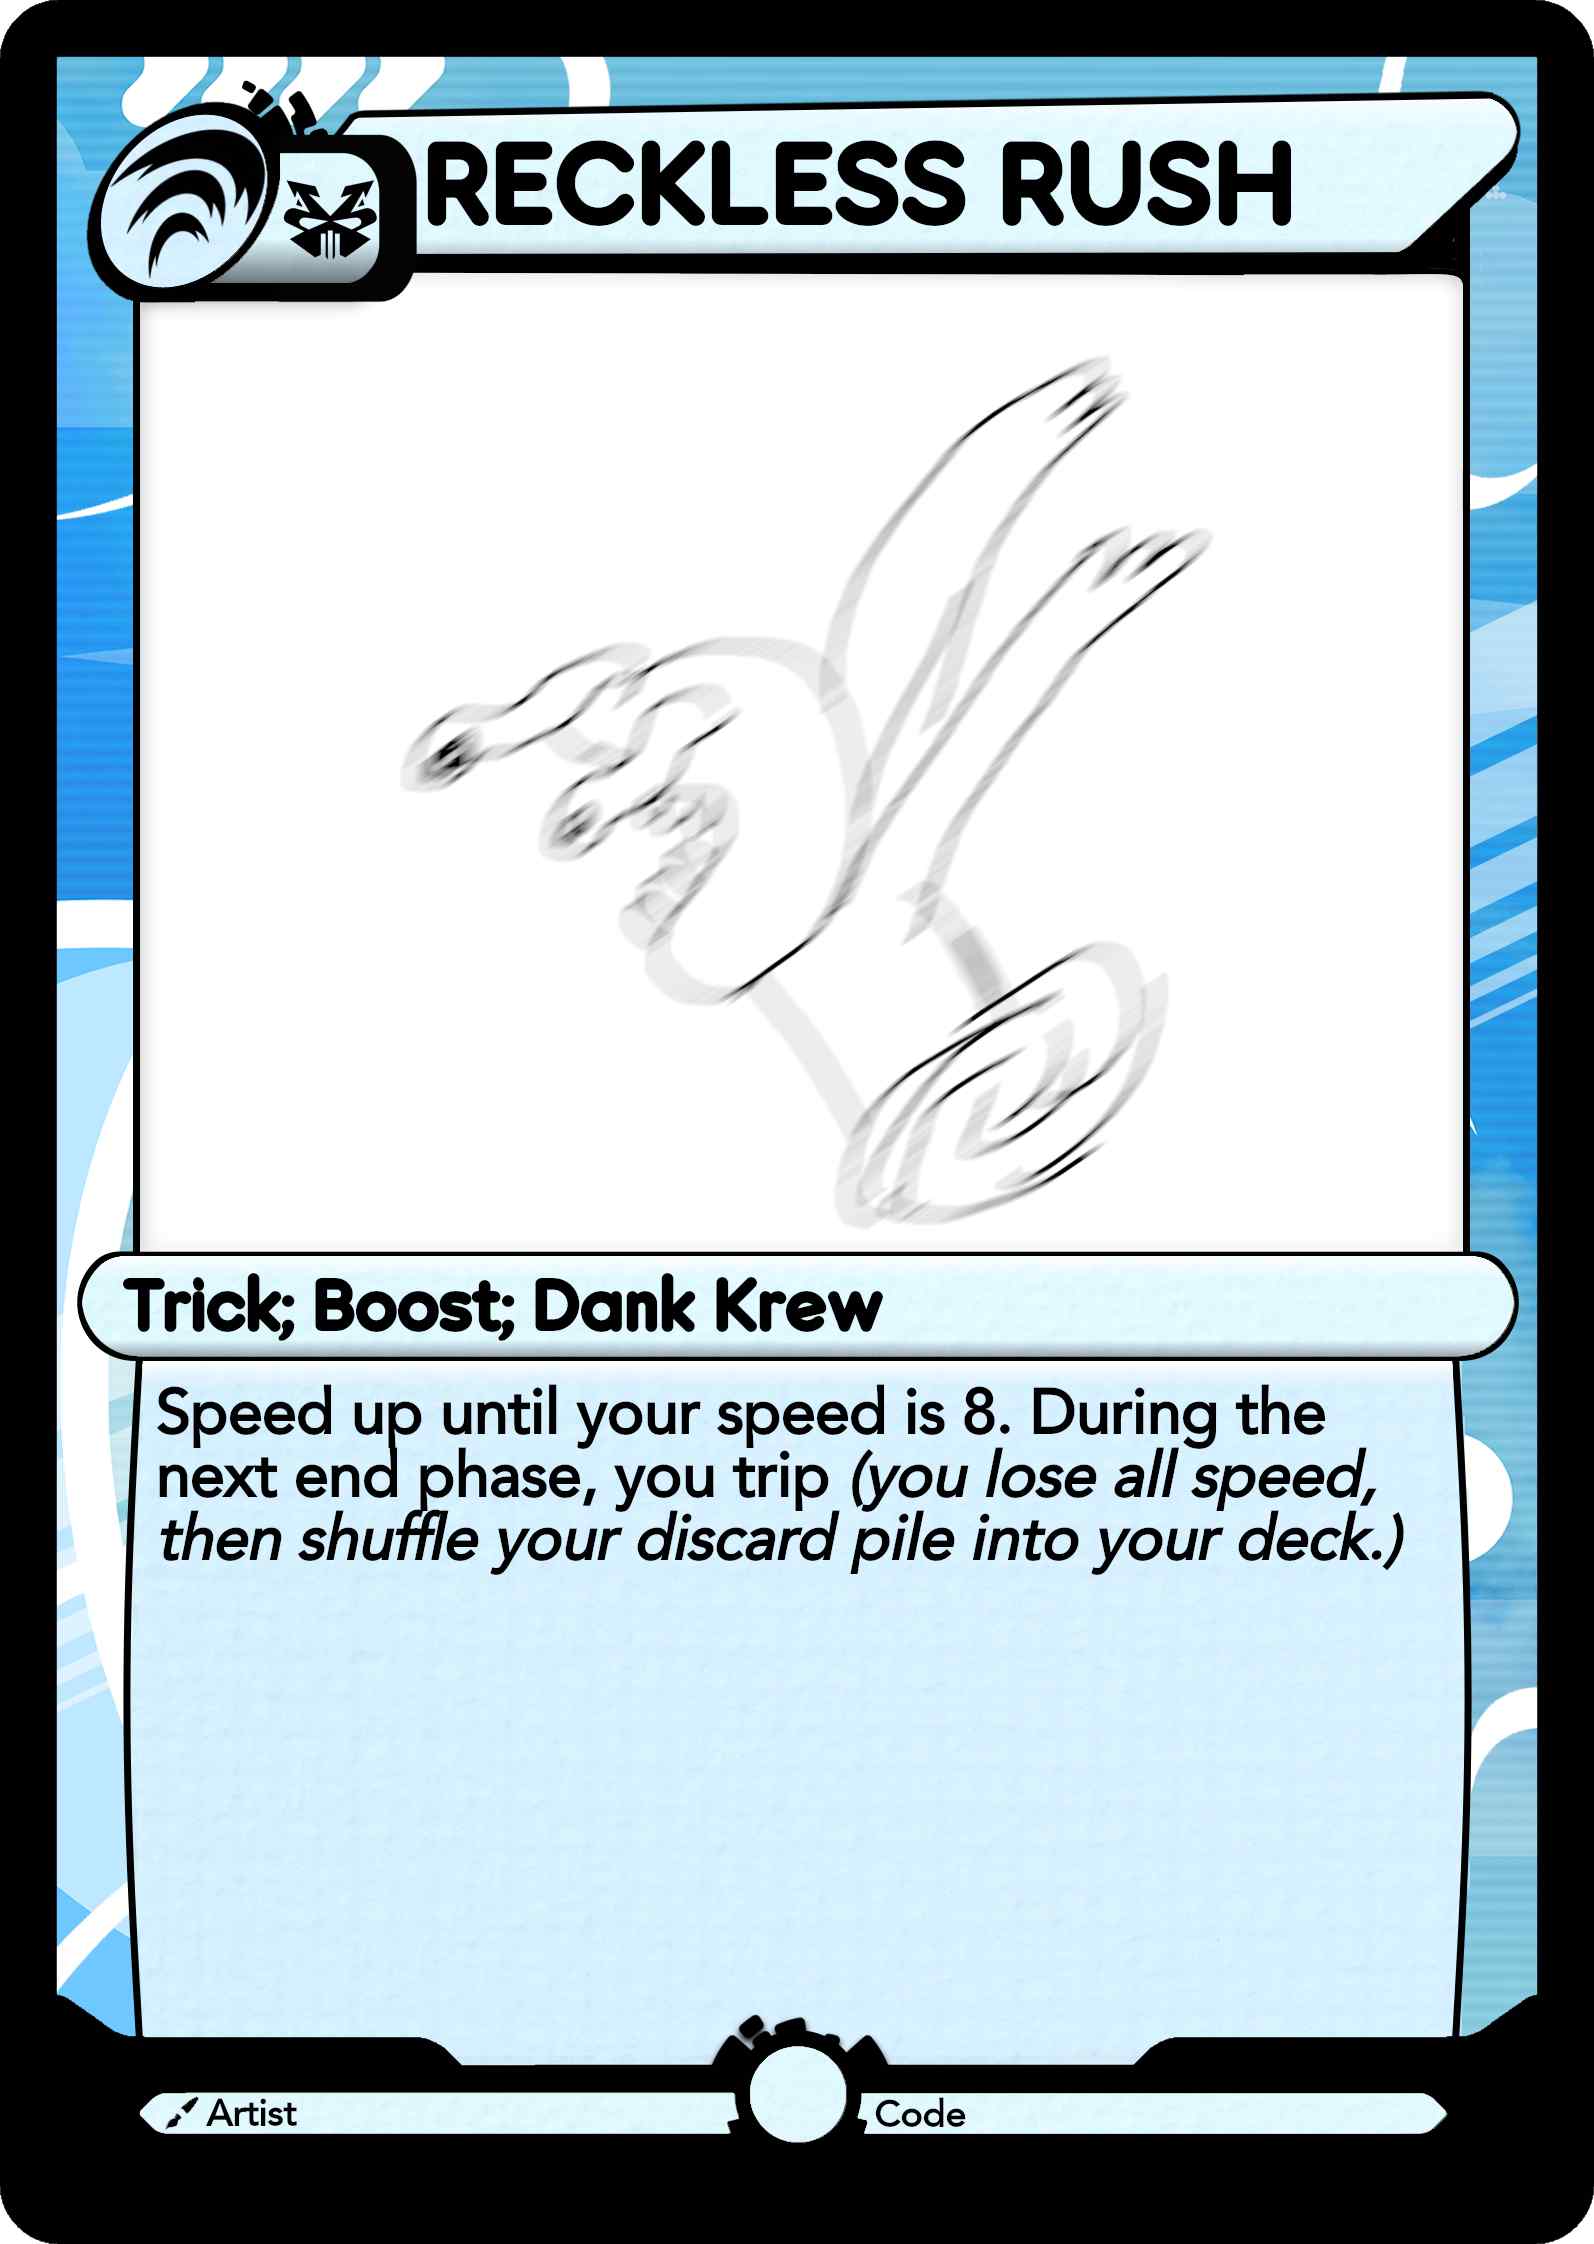 RECKLESS RUSH
Trick; Boost; Dank Krew
Speed up until your speed is 8. During the
next end phase, you trip (you lose all speed,
then shuffle your discard pile into your deck.)
Artist
Code